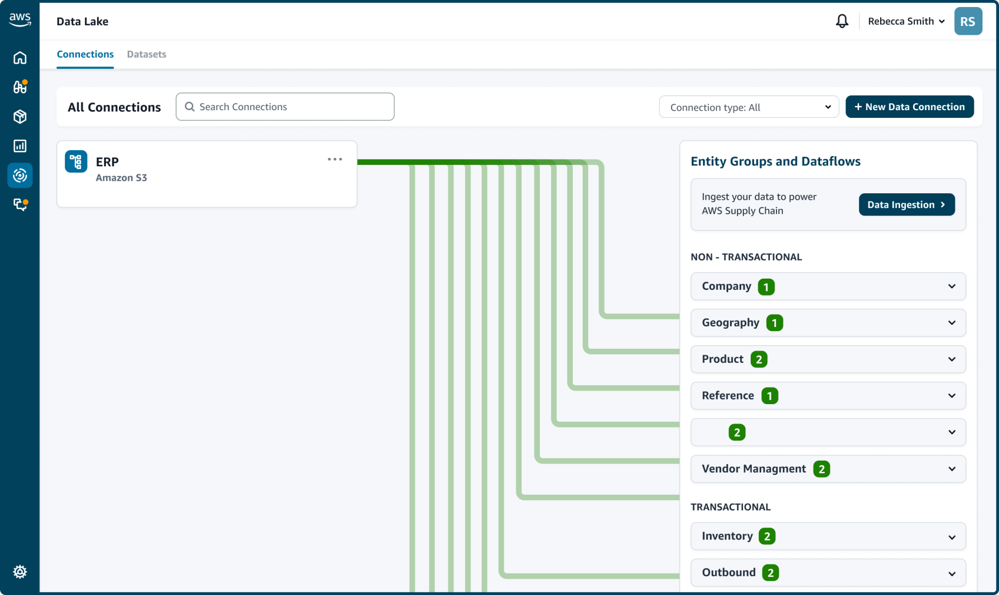 aws
Data Lake
Rebecca Smith
RS
Connections
Datasets
All Connections
Search Connections
Connection type: All
+ New Data Connection
ERP
Amazon S3
Entity Groups and Dataflows
Ingest your data to power
AWS Supply Chain
Data Ingestion
NON - TRANSACTIONAL
Company 1
Geography 1
Product 2
Reference 1
2
Vendor Managment 2
TRANSACTIONAL
Inventory 2
Outbound 2